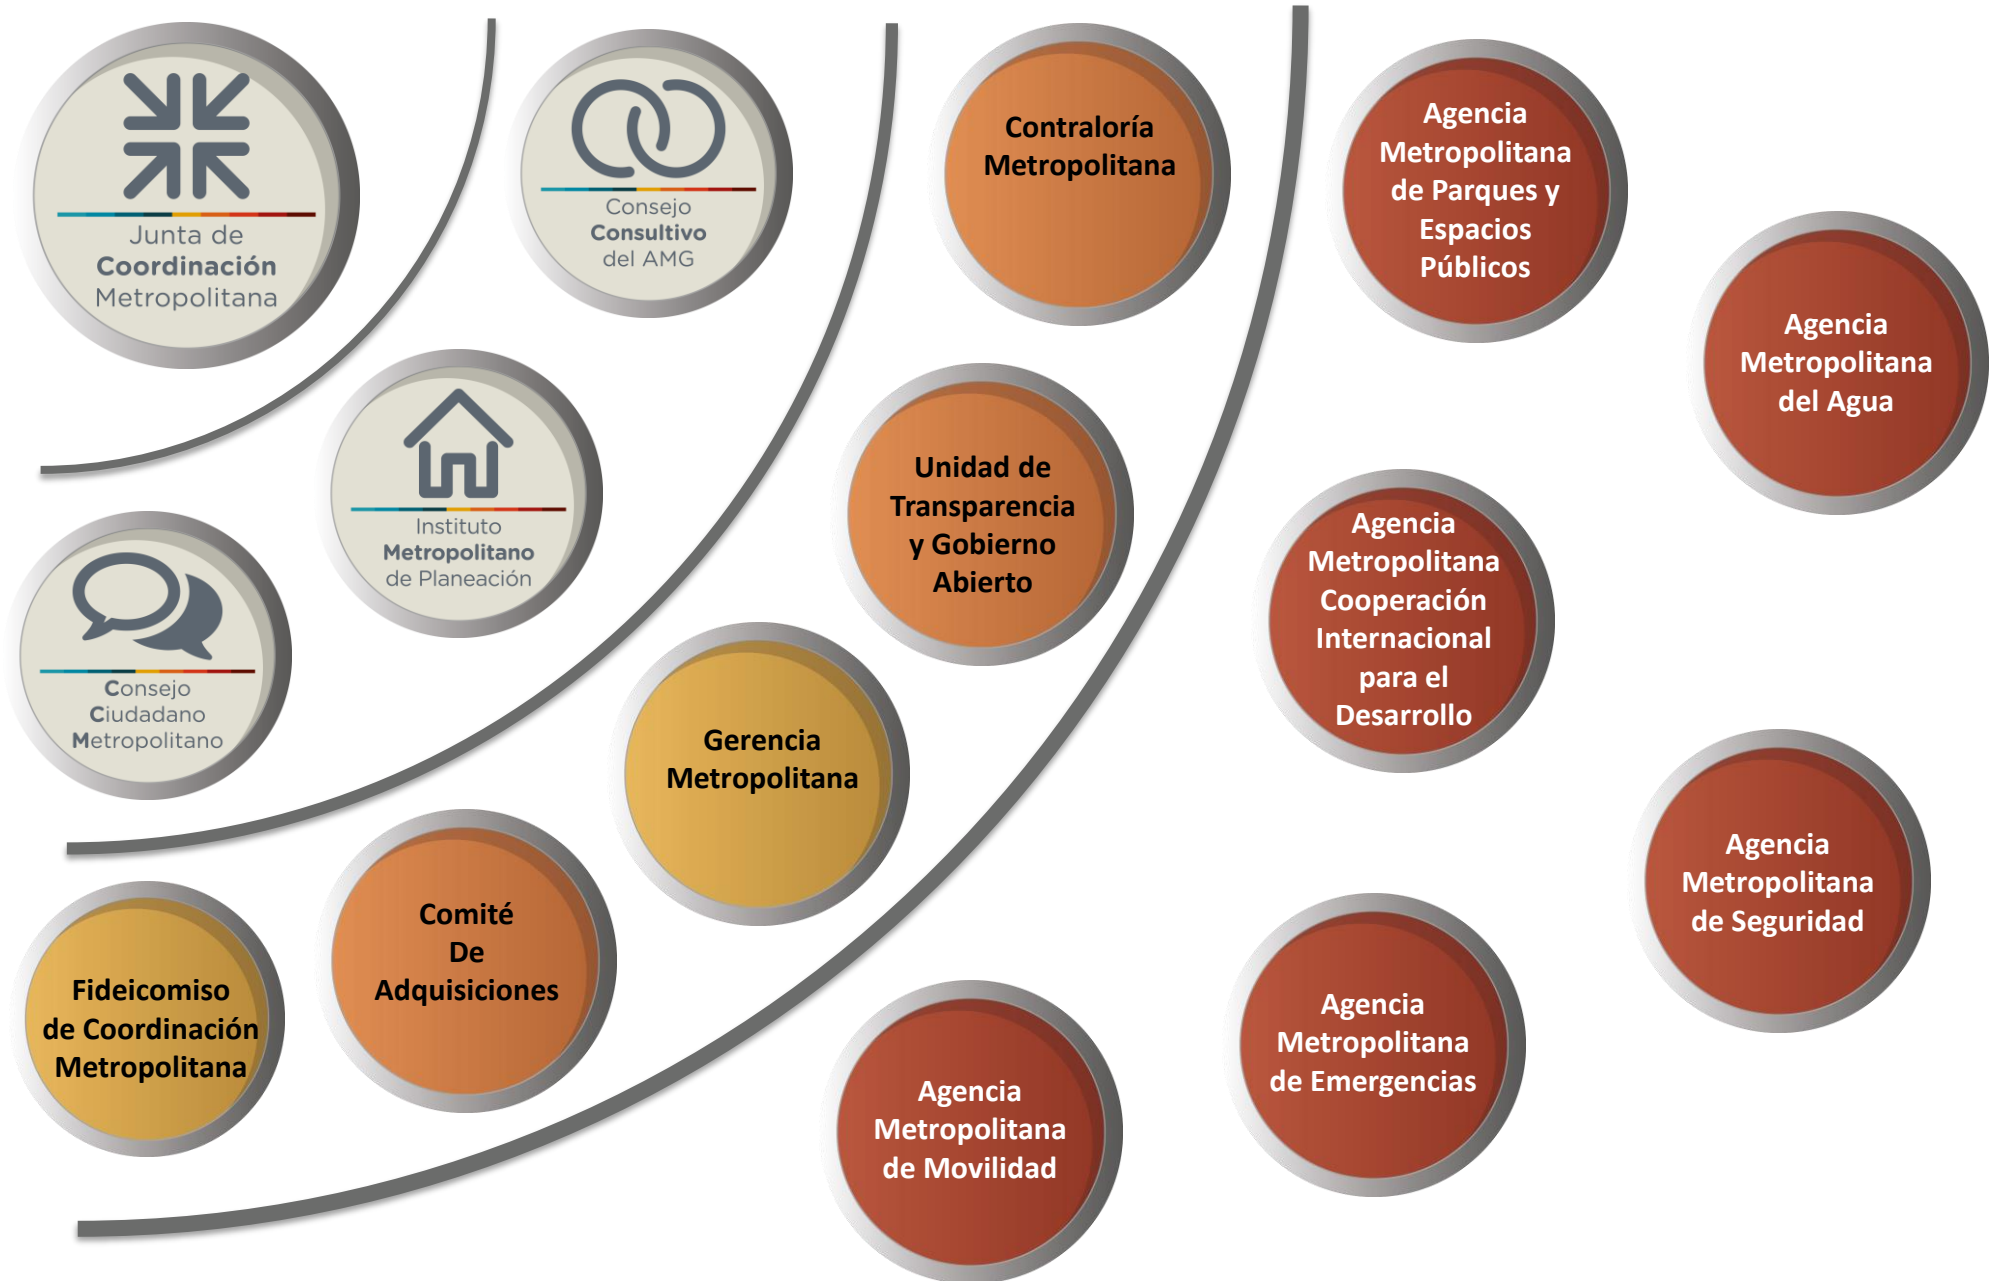 Junta de
Coordinación
Metropolitana
Consejo
Consultivo
del AMG
Contraloría
Metropolitana
Agencia
Metropolitana
de Parques y
Espacios
Públicos
Agencia
Metropolitana
del Agua
Instituto
Metropolitano
de Planeación
Unidad de
Transparencia
y Gobierno
Abierto
Agencia
Metropolitana
Cooperación
Internacional
para el
Desarrollo
Consejo
Ciudadano
Metropolitano
Gerencia
Metropolitana
Agencia
Metropolitana
de Seguridad
Fideicomiso
de Coordinación
Metropolitana
Comité
De
Adquisiciones
Agencia
Metropolitana
de Emergencias
Agencia
Metropolitana
de Movilidad